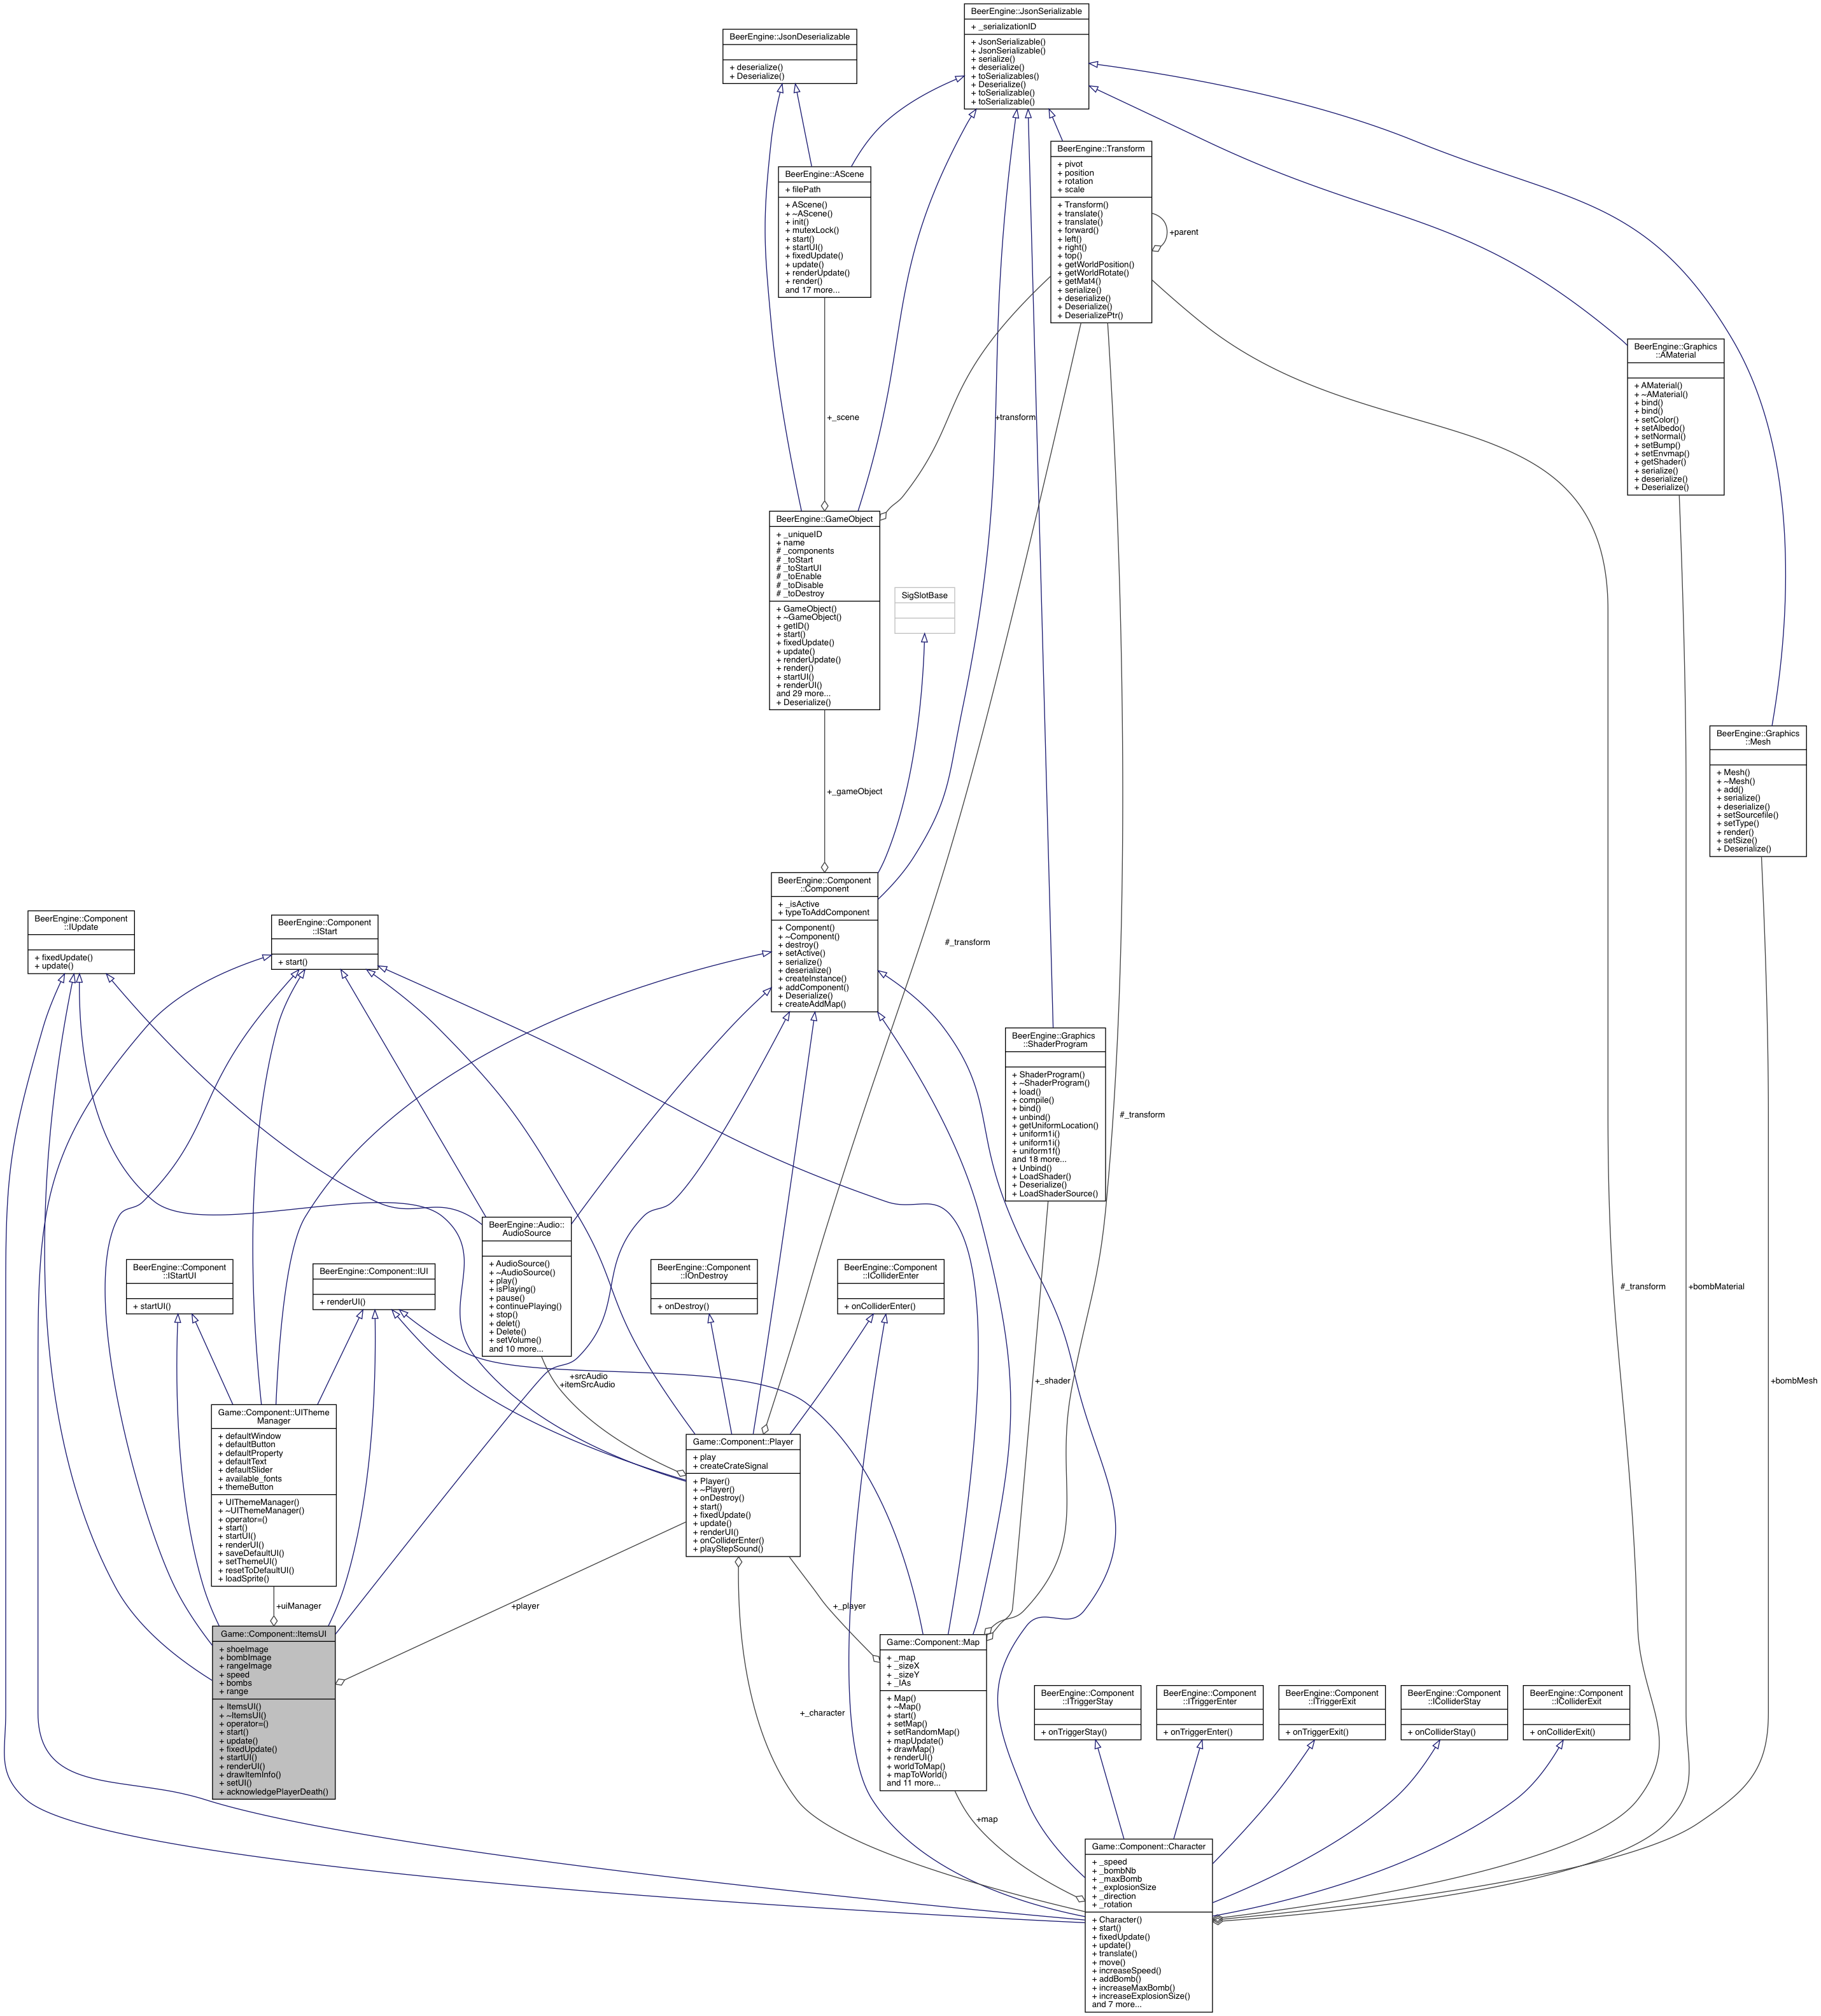 BeerEngine::JsonSerializable
+ _serializationID
+ JsonSerializable()
+ JsonSerializable()
+ serialize()
+ deserialize()
+ toSerializables()
+ Deserialize()
+ toSerializable()
+ toSerializable()
BeerEngine::JsonDeserializable
+ deserialize()
+ Deserialize()
BeerEngine::Transform
+ pivot
+ position
+ rotation
+ scale
+ Transform()
+ translate()
+ translate()
+ forward()
+ left()
+ right()
+ top()
+ getWorldPosition()
+ getWorldRotate()
+ getMat4()
+ serialize()
+ deserialize()
+ Deserialize()
+ DeserializePtr()
+parent
BeerEngine::AScene
+ filePath
+ AScene()
+ ~AScene()
+ init()
+ mutexLock()
+ start()
+ startUI()
+ fixedUpdate()
+ update()
+ renderUpdate()
+ render()
and 17 more...
BeerEngine::Graphics
::AMaterial
+ AMaterial()
+ ~AMaterial()
+ bind()
+ bind()
+ setColor()
+ setAlbedo()
+ setNormal()
+ setBump()
+ setEnvmap()
+ getShader()
+ serialize()
+ deserialize()
+ Deserialize()
+_scene
+transform
BeerEngine::GameObject
+ _uniqueID
+ name
# _components
# _toStart
# _toStartUI
# _toEnable
# _toDisable
# _toDestroy
+ GameObject()
+ ~GameObject()
+ getID()
+ start()
+ fixedUpdate()
+ update()
+ renderUpdate()
+ render()
+ startUI()
+ renderUI()
and 29 more...
+ Deserialize()
SigSlotBase
BeerEngine::Graphics
::Mesh
+ Mesh()
+ ~Mesh()
+ add()
+ serialize()
+ deserialize()
+ setSourcefile()
+ setType()
+ render()
+ setSize()
+ Deserialize()
+_gameObject
BeerEngine::Component
::Component
+ _isActive
+ typeToAddComponent
+ Component()
+ ~Component()
+ destroy()
+ setActive()
+ serialize()
+ deserialize()
+ createInstance()
+ addComponent()
+ Deserialize()
+ createAddMap()
BeerEngine::Component
::IUpdate
+ fixedUpdate()
+ update()
BeerEngine::Component
::IStart
+ start()
#_transform
BeerEngine::Graphics
::ShaderProgram
+ ShaderProgram()
+ ~ShaderProgram()
+ load()
+ compile()
+ bind()
+ unbind()
+ getUniformLocation()
+ uniform1i()
+ uniform1i()
+ uniform1f()
and 18 more...
+ Unbind()
+ LoadShader()
+ Deserialize()
+ LoadShaderSource()
#_transform
BeerEngine::Audio::
AudioSource
+ AudioSource()
+ ~AudioSource()
+ play()
+ isPlaying()
+ pause()
+ continuePlaying()
+ stop()
+ delet()
+ Delete()
+ setVolume()
and 10 more...
BeerEngine::Component
::IStartUI
+ startUI()
BeerEngine::Component::IUI
+ renderUI()
BeerEngine::Component
::IOnDestroy
+ onDestroy()
BeerEngine::Component
::IColliderEnter
+ onColliderEnter()
#_transform
+bombMaterial
+srcAudio
+itemSrcAudio
+_shader
+bombMesh
Game::Component::UITheme
Manager
+ defaultWindow
+ defaultButton
+ defaultProperty
+ defaultText
+ defaultSlider
+ available_fonts
+ themeButton
+ UIThemeManager()
+ ~UIThemeManager()
+ operator=()
+ start()
+ startUI()
+ renderUI()
+ saveDefaultUI()
+ setThemeUI()
+ resetToDefaultUI()
+ loadSprite()
Game::Component::Player
+ play
+ createCrateSignal
+ Player()
+ ~Player()
+ onDestroy()
+ start()
+ fixedUpdate()
+ update()
+ renderUI()
+ onColliderEnter()
+ playStepSound()
+uiManager
+player
+_player
Game::Component::ItemsUI
+ shoeImage
+ bombImage
+ rangeImage
+ speed
+ bombs
+ range
+ ItemsUI()
+ ~ItemsUI()
+ operator=()
+ start()
+ update()
+ fixedUpdate()
+ startUI()
+ renderUI()
+ drawItemInfo()
+ setUI()
+ acknowledgePlayerDeath()
Game::Component::Map
+ _map
+ _sizeX
+ _sizeY
+ _IAs
+ Map()
+ ~Map()
+ start()
+ setMap()
+ setRandomMap()
+ mapUpdate()
+ drawMap()
+ renderUI()
+ worldToMap()
+ mapToWorld()
and 11 more...
BeerEngine::Component
::ITriggerStay
+ onTriggerStay()
BeerEngine::Component
::ITriggerEnter
+ onTriggerEnter()
BeerEngine::Component
::ITriggerExit
+ onTriggerExit()
BeerEngine::Component
::IColliderStay
+ onColliderStay()
BeerEngine::Component
::IColliderExit
+ onColliderExit()
+_character
+map
Game::Component::Character
+ _speed
+ _bombNb
+ _maxBomb
+ _explosionSize
+ _direction
+ _rotation
+ Character()
+ start()
+ fixedUpdate()
+ update()
+ translate()
+ move()
+ increaseSpeed()
+ addBomb()
+ increaseMaxBomb()
+ increaseExplosionSize()
and 7 more...